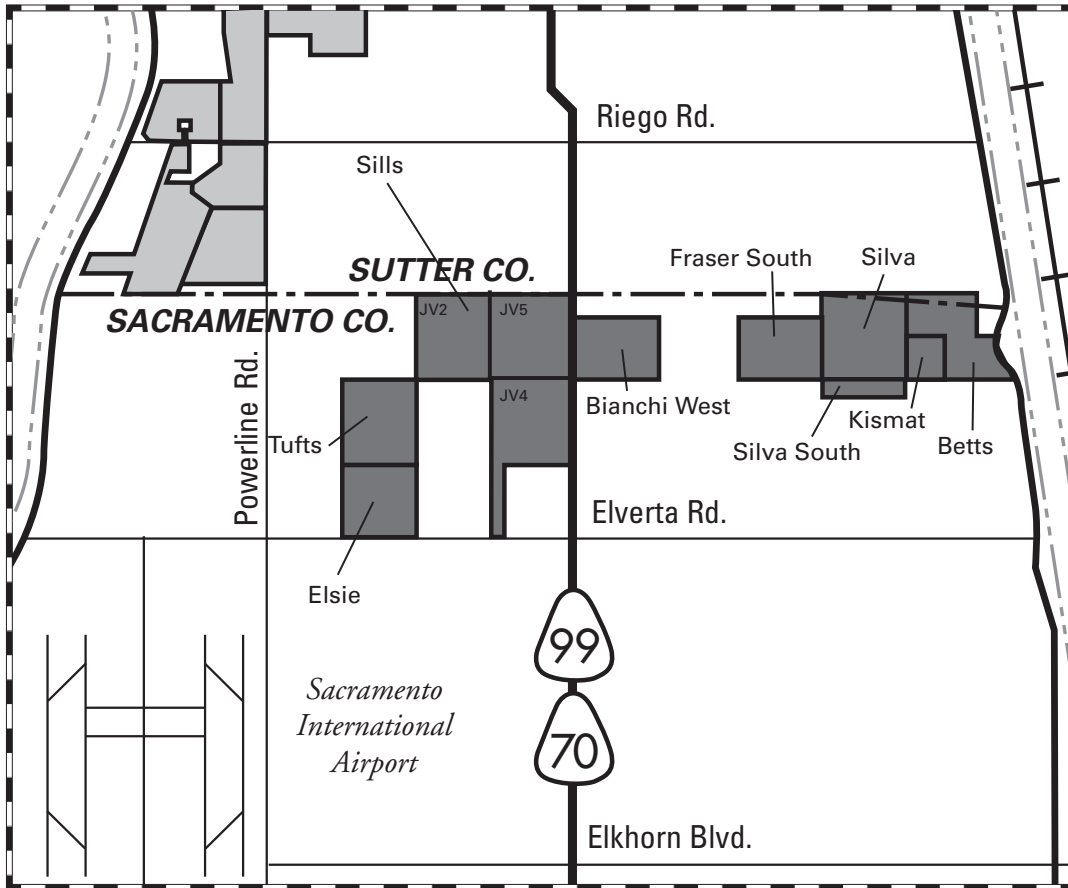 Riego Rd.
Sills
SUTTER CO.
Fraser South
Silva
SACRAMENTO CO.
JV2
JV5
Powerline Rd.
JV4
Bianchi West
Kismat
Tufts
Silva South
Betts
Elverta Rd.
Elsie
99
Sacramento
International
Airport
70
Elkhorn Blvd.